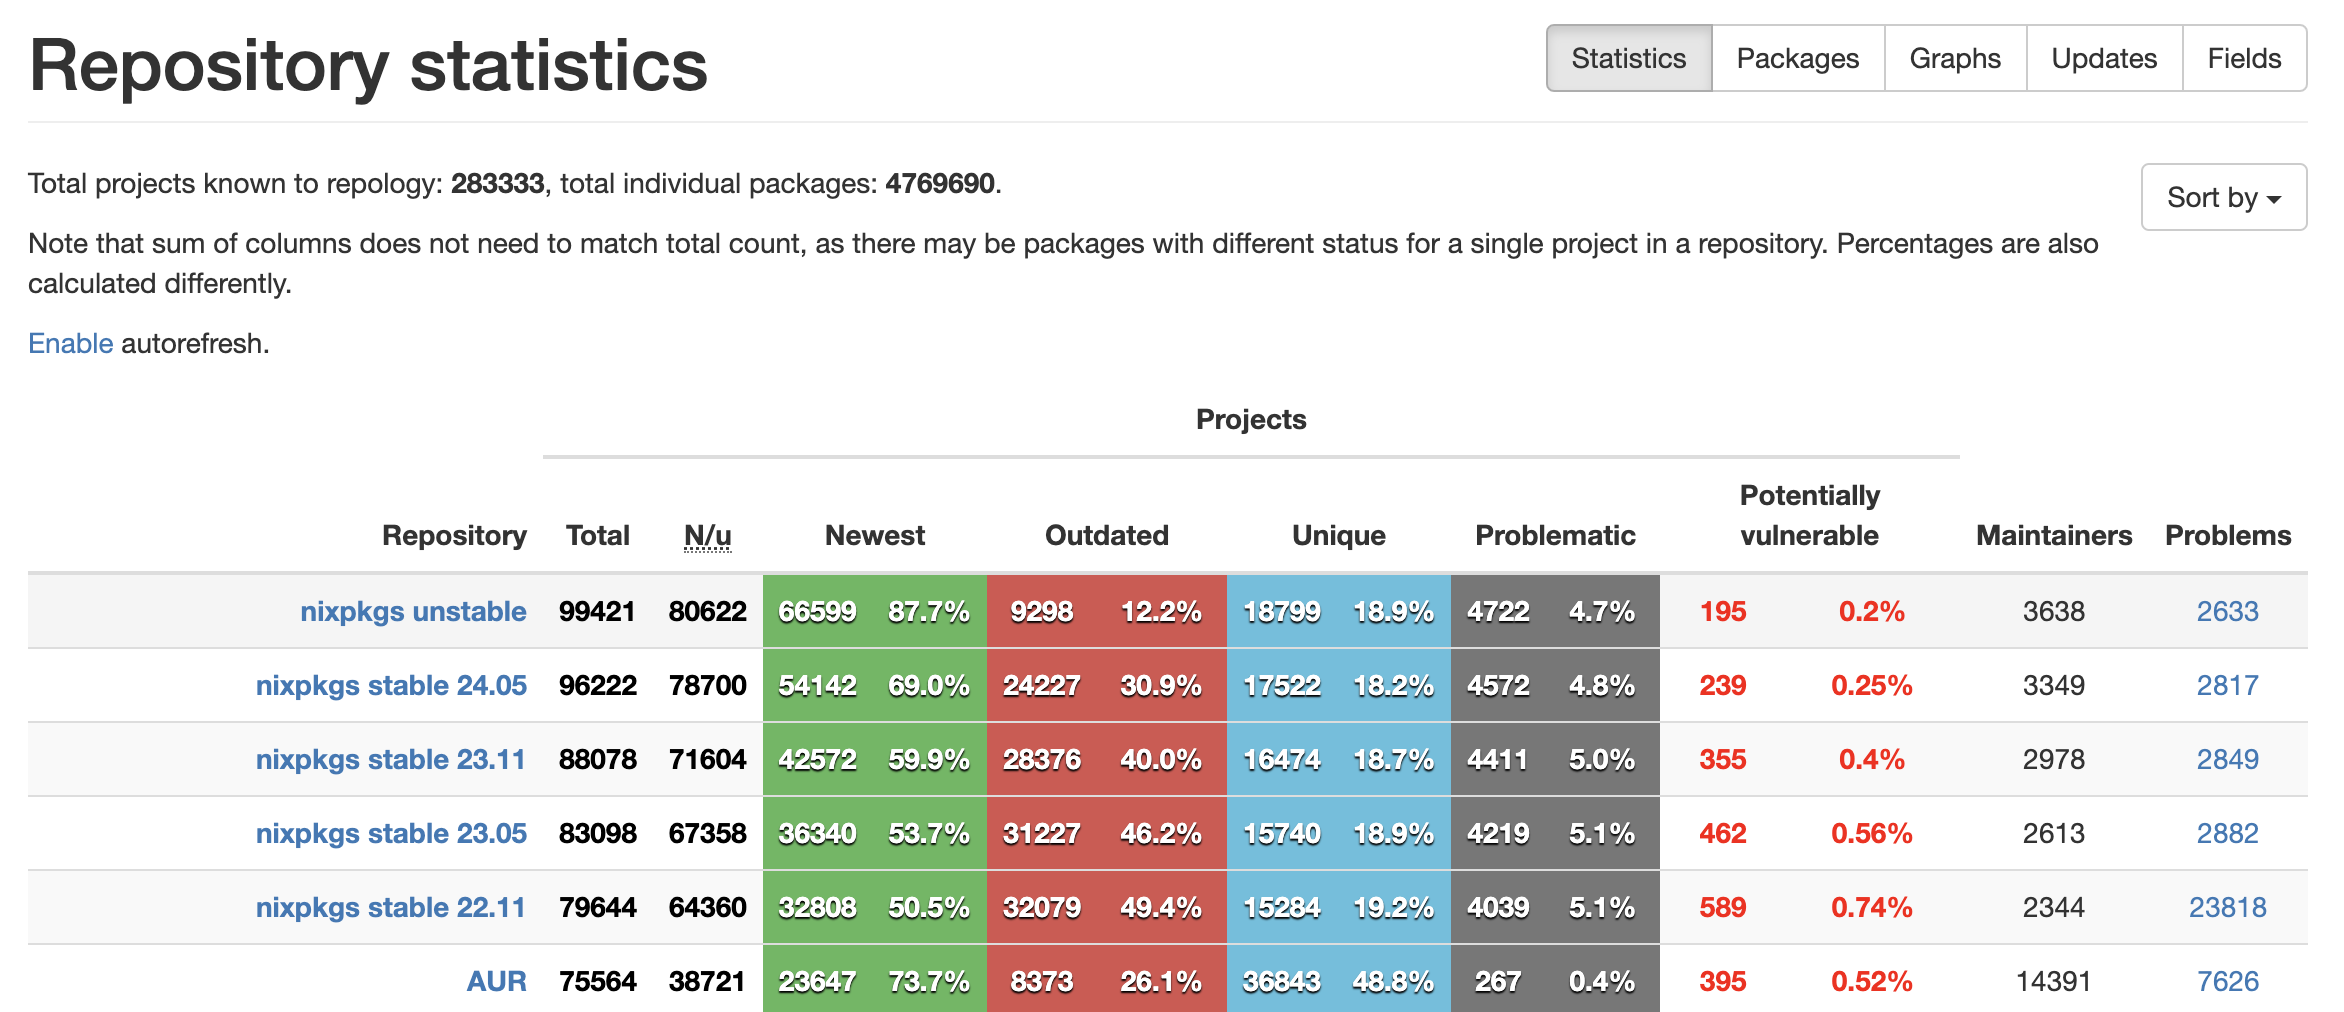 Repository statistics
Statistics Packages Graphs Updates Fields
Total projects known to repology: 283333, total individual packages: 4769690.
Sort by
Note that sum of columns does not need to match total count, as there may be packages with different status for a single project in a repository. Percentages are also
calculated differently.
Enable autorefresh.
Projects
Repository Total N/u Newest Outdated Unique Problematic Potentially vulnerable Maintainers Problems
nixpkgs unstable 99421 80622 66599 87.7% 9298 12.2% 18799 18.9% 4722 4.7% 195 0.2% 3638 2633
nixpkgs stable 24.05 96222 78700 54142 69.0% 24227 30.9% 17522 18.2% 4572 4.8% 239 0.25% 3349 2817
nixpkgs stable 23.11 88078 71604 42572 59.9% 28376 40.0% 16474 18.7% 4411 5.0% 355 0.4% 2978 2849
nixpkgs stable 23.05 83098 67358 36340 53.7% 31227 46.2% 15740 18.9% 4219 5.1% 462 0.56% 2613 2882
nixpkgs stable 22.11 79644 64360 32808 50.5% 32079 49.4% 15284 19.2% 4039 5.1% 589 0.74% 2344 23818
AUR 75564 38721 23647 73.7% 8373 26.1% 36843 48.8% 267 0.4% 395 0.52% 14391 7626